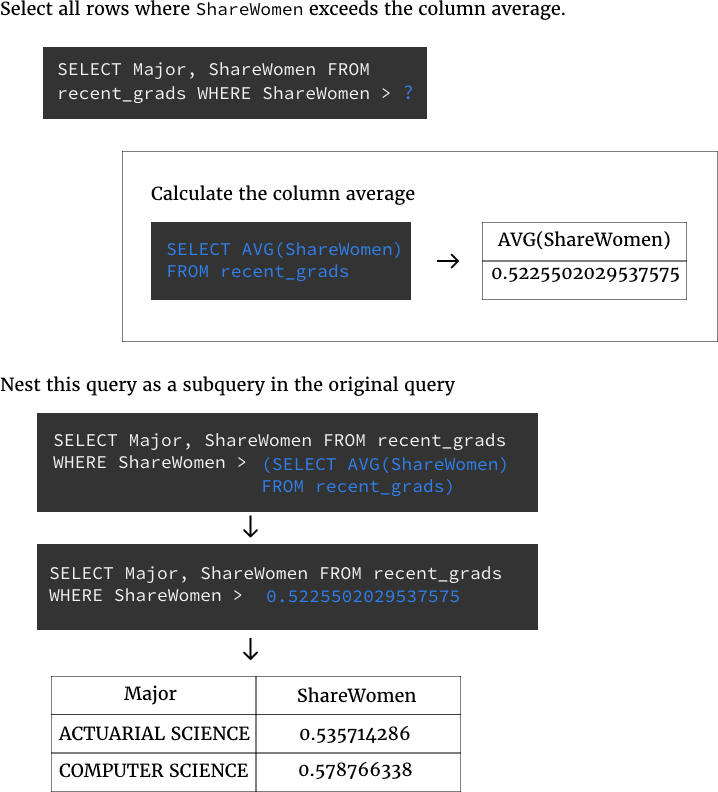 Select all rows where ShareWomen exceeds the column average.
SELECT Major, ShareWomen FROM
recent_grads WHERE ShareWomen > ?
Calculate the column average
SELECT AVG(ShareWomen)
FROM recent_grads
→
AVG(ShareWomen)
0.5225502029537575
Nest this query as a subquery in the original query
SELECT Major, ShareWomen FROM recent_grads
WHERE ShareWomen > (SELECT AVG(ShareWomen)
FROM recent_grads)
↓
SELECT Major, ShareWomen FROM recent_grads
WHERE ShareWomen > 0.5225502029537575
↓
Major ShareWomen
ACTUARIAL SCIENCE 0.535714286
COMPUTER SCIENCE 0.578766338